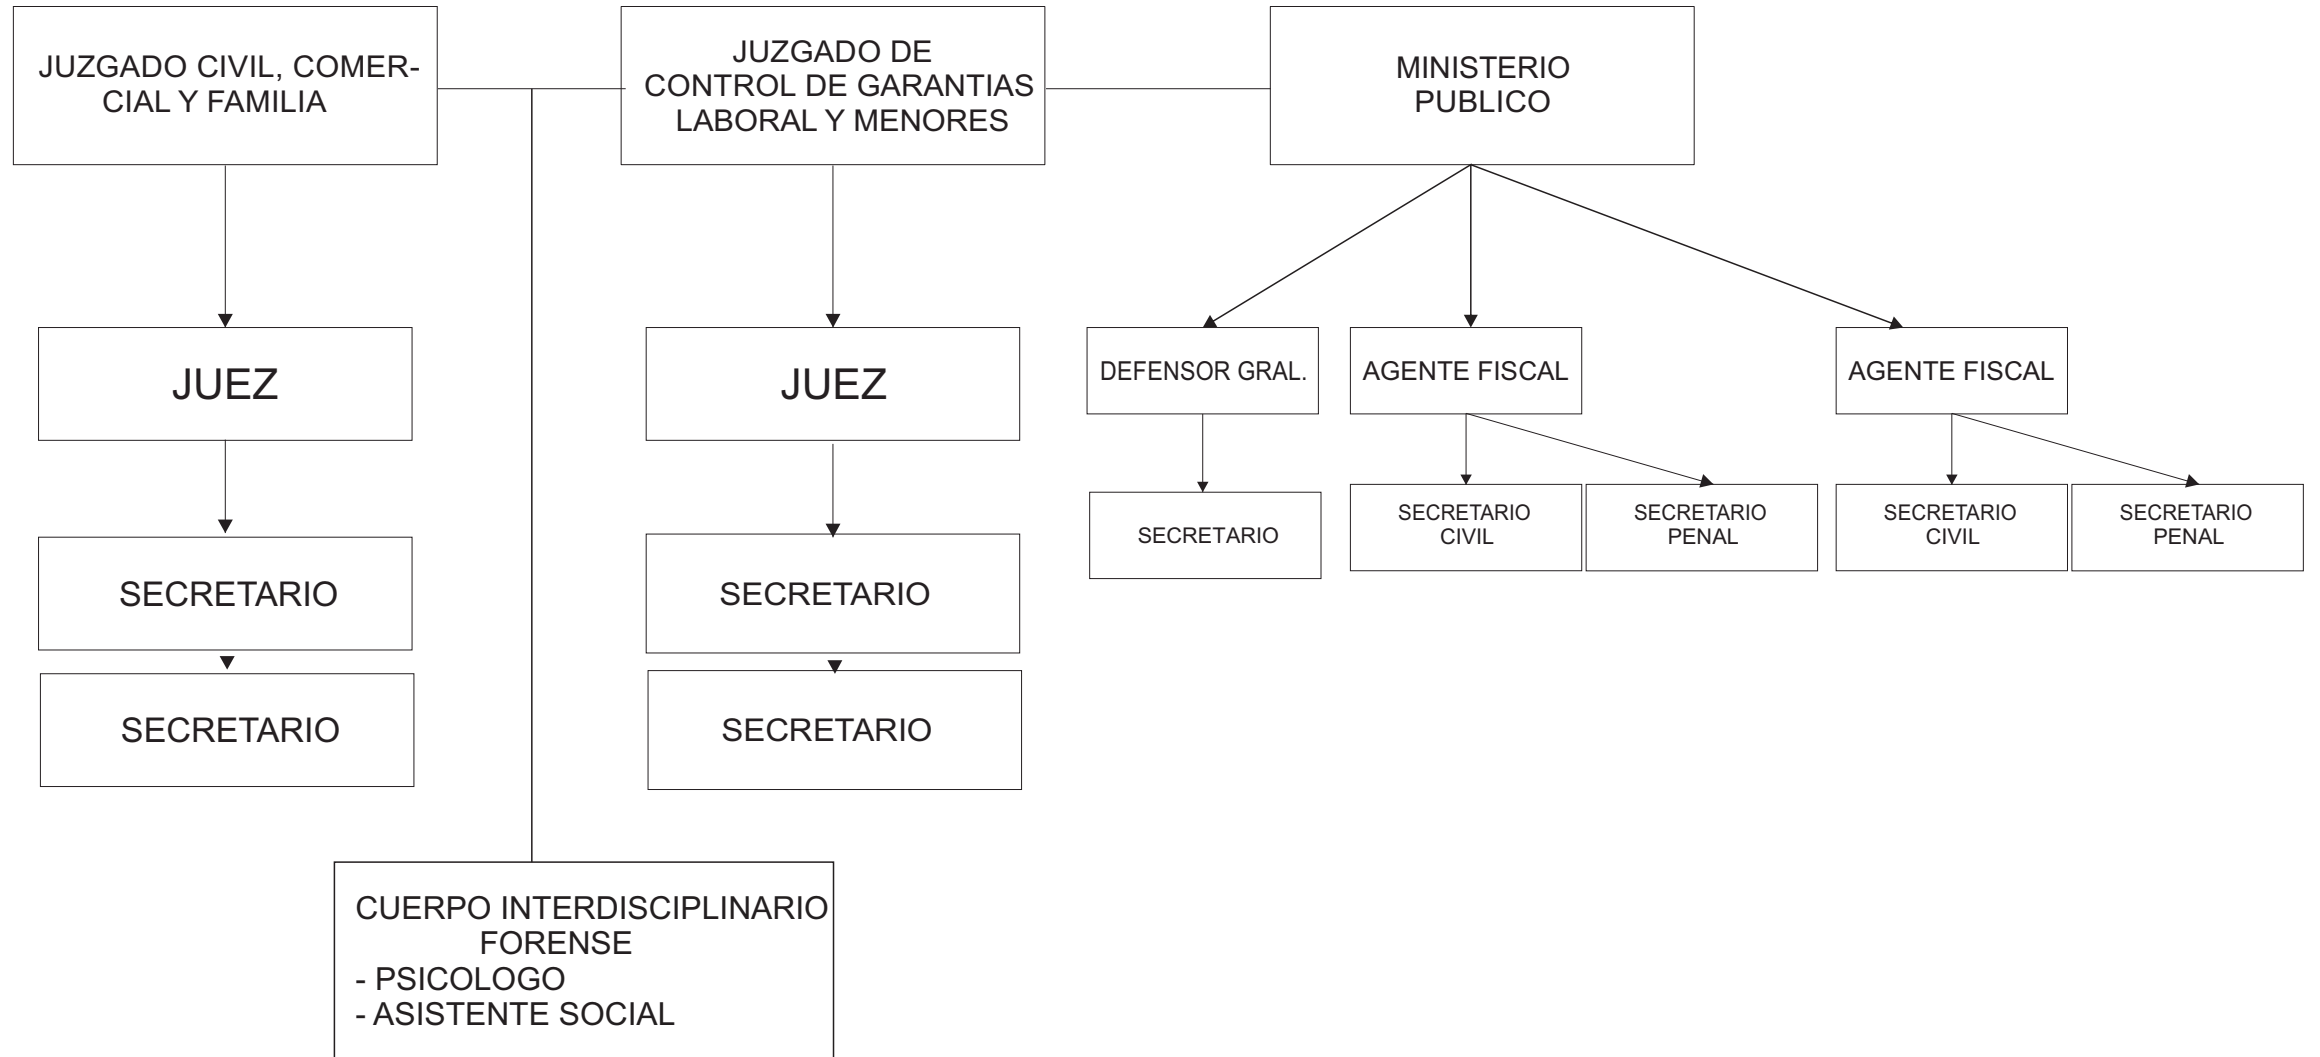 JUZGADO CIVIL, COMER-
CIAL Y FAMILIA
JUZGADO DE
CONTROL DE GARANTIAS
LABORAL Y MENORES
MINISTERIO
PUBLICO
JUEZ
JUEZ
DEFENSOR GRAL.
AGENTE FISCAL
AGENTE FISCAL
SECRETARIO
SECRETARIO
SECRETARIO
SECRETARIO
CIVIL
SECRETARIO
PENAL
SECRETARIO
CIVIL
SECRETARIO
PENAL
SECRETARIO
SECRETARIO
CUERPO INTERDISCIPLINARIO
FORENSE
- PSICOLOGO
- ASISTENTE SOCIAL